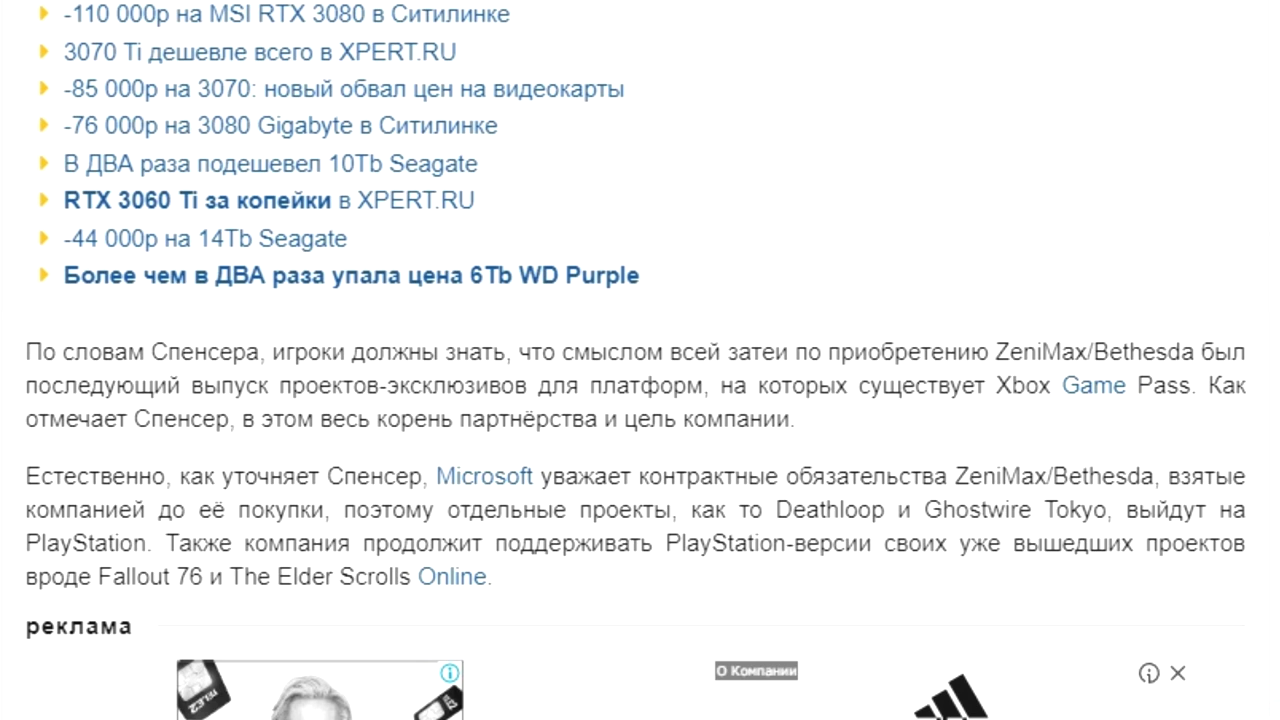 -110 000р на MSI RTX 3080 в Ситилинке
3070 Ti дешевле всего в XPERT.RU
-85 000р на 3070: новый обвал цен на видеокарты
-76 000р на 3080 Gigabyte в Ситилинке
В ДВА раза подешевел 10Tb Seagate
RTX 3060 Ti за копейки в XPERT.RU
-44 000р на 14Tb Seagate
Более чем в ДВА раза упала цена 6Tb WD Purple
По словам Спенсера, игроки должны знать, что смыслом всей затеи по приобретению ZeniMax/Bethesda был
последующий выпуск проектов-эксклюзивов для платформ, на которых существует Xbox Game Pass. Как
отмечает Спенсер, в этом весь корень партнёрства и цель компании.
Естественно, как уточняет Спенсер, Microsoft уважает контрактные обязательства ZeniMax/Bethesda, взятые
компанией до её покупки, поэтому отдельные проекты, как то Deathloop и Ghostwire Tokyo, выйдут на
PlayStation. Также компания продолжит поддерживать PlayStation-версии своих уже вышедших проектов
вроде Fallout 76 и The Elder Scrolls Online.
реклама
О Компании
TELE2